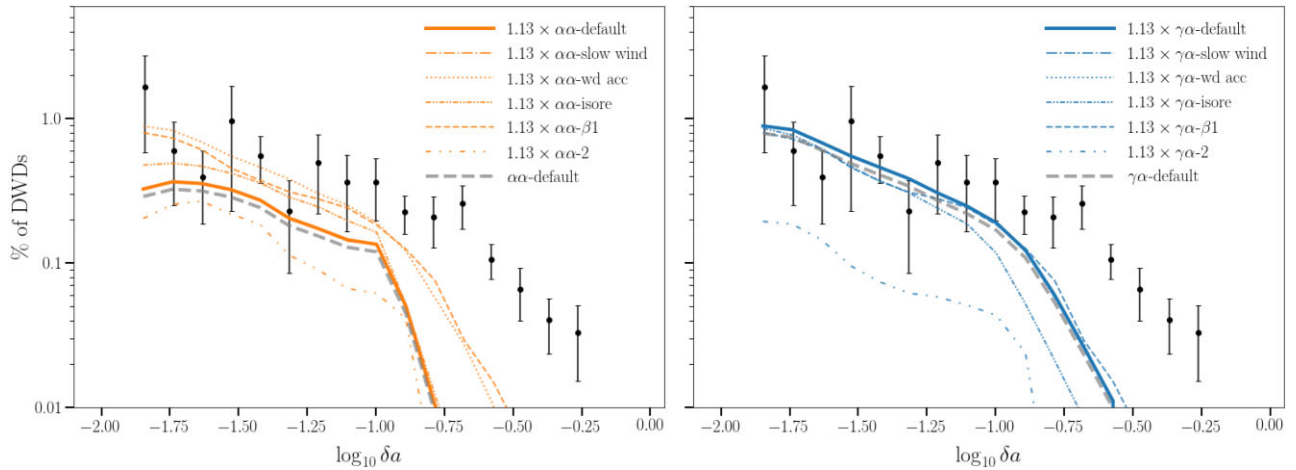 % of DWDs
1.0
0.1
0.01
1.13 × αα-default
1.13 × αα-slow wind
1.13 × αα-wd acc
1.13 × αα-isore
1.13 × αα-β1
1.13 × αα-2
αα-default
−2.00 −1.75 −1.50 −1.25 −1.00 −0.75 −0.50 −0.25 0.00
log₁₀ δa
1.13 × γα-default
1.13 × γα-slow wind
1.13 × γα-wd acc
1.13 × γα-isore
1.13 × γα-β1
1.13 × γα-2
γα-default
−2.00 −1.75 −1.50 −1.25 −1.00 −0.75 −0.50 −0.25 0.00
log₁₀ δa